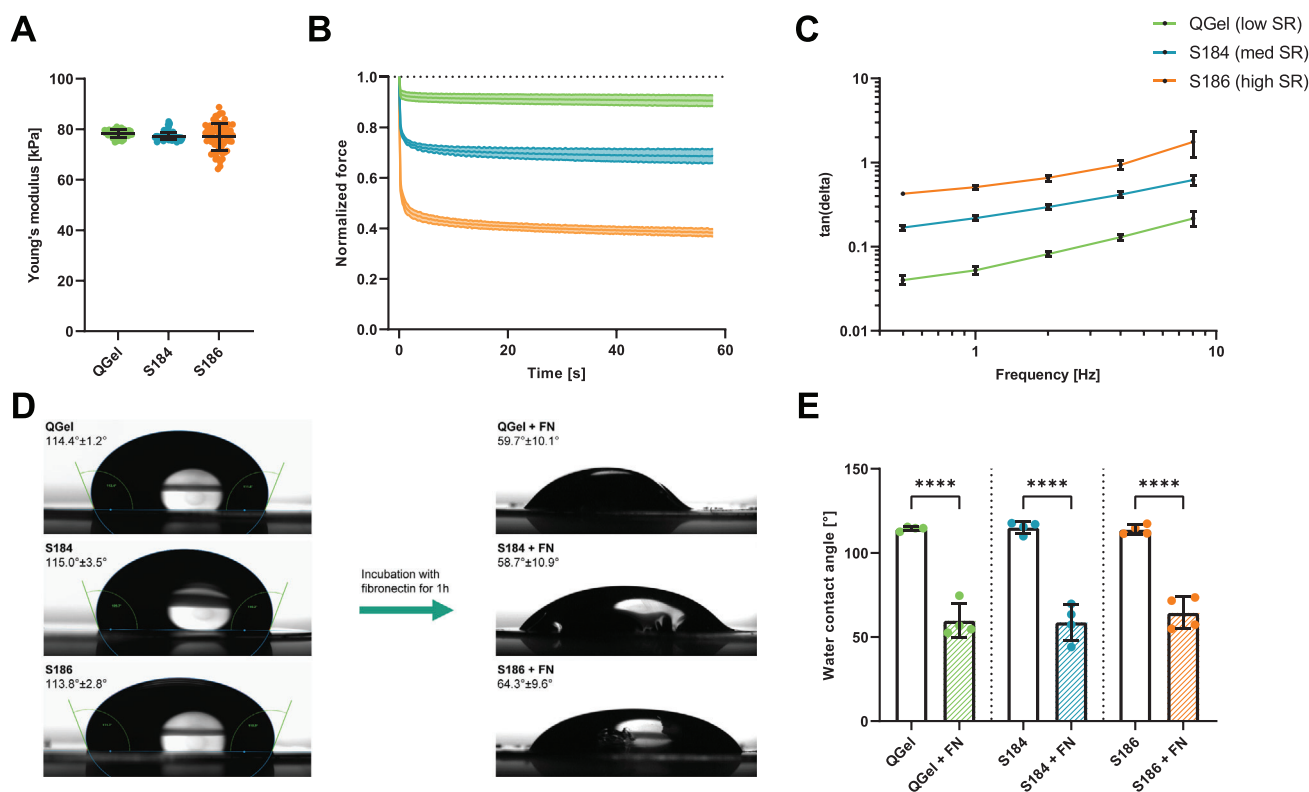 A
B
C
QGel (low SR)
S184 (med SR)
S186 (high SR)
Young's modulus [kPa]
100
80
60
40
20
0
QGel
S184
S186
Normalized force
1.0
0.8
0.6
0.4
0.2
0.0
0
20
40
60
Time [s]
tan(delta)
10
1
0.1
0.01
1
10
Frequency [Hz]
D
QGel
114.4°±1.2°
S184
115.0°±3.5°
S186
113.8°±2.8°
Incubation with
fibronectin for 1h
QGel + FN
59.7°±10.1°
S184 + FN
58.7°±10.9°
S186 + FN
64.3°±9.6°
E
Water contact angle [°]
150
100
50
0
****
****
****
QGel
QGel + FN
S184
S184 + FN
S186
S186 + FN